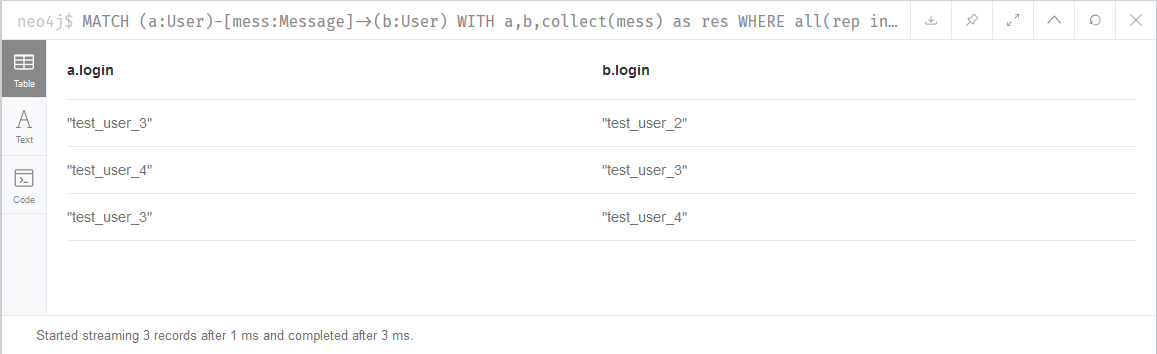 neo4j$ MATCH (a:User)-[mess:Message]→(b:User) WITH a,b,collect(mess) as res WHERE all(rep in…
Table
a.login b.login
"test_user_3" "test_user_2"
Text
"test_user_4" "test_user_3"
Code
"test_user_3" "test_user_4"
Started streaming 3 records after 1 ms and completed after 3 ms.